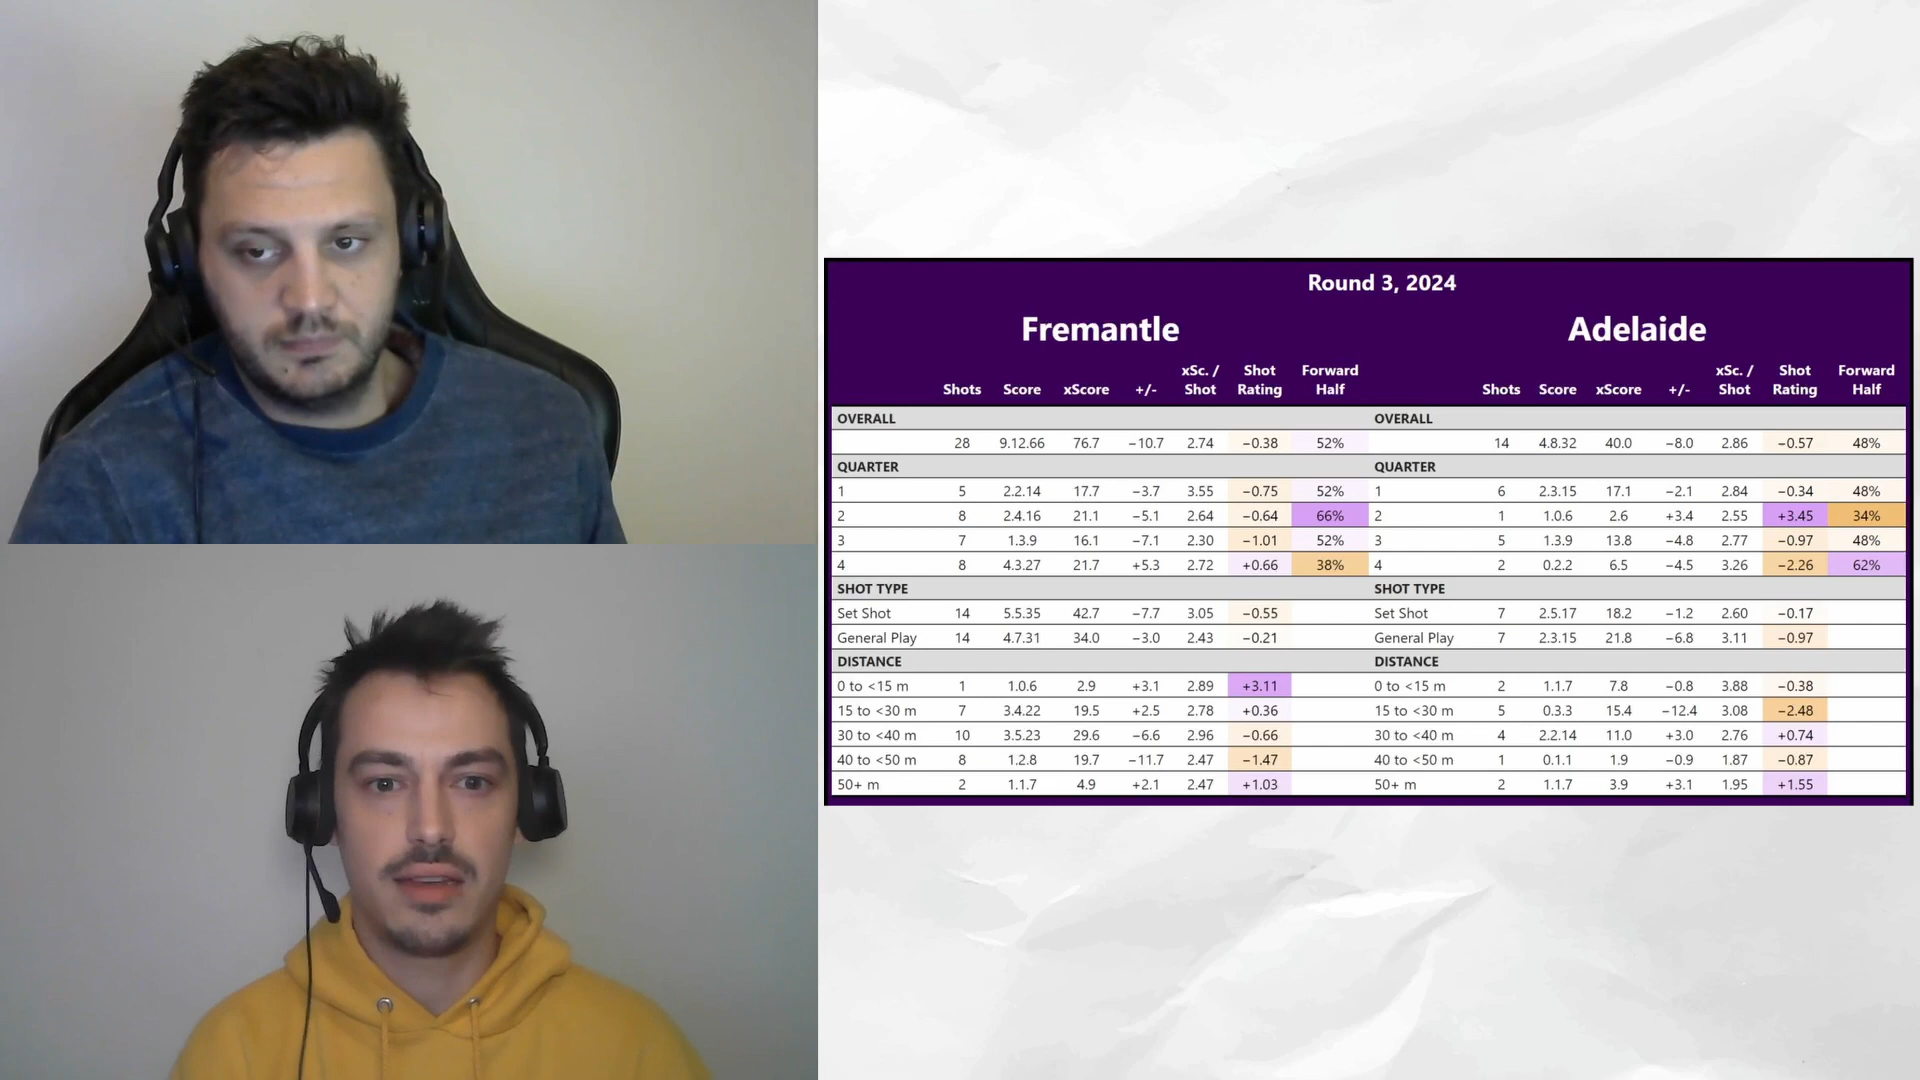 Round 3, 2024
Fremantle Adelaide
Shots Score xScore +/- xSc. / Shot Shot Rating Forward Half Shots Score xScore +/- xSc. / Shot Shot Rating Forward Half
OVERALL OVERALL
28 9.12.66 76.7 −10.7 2.74 −0.38 52% 14 4.8.32 40.0 −8.0 2.86 −0.57 48%
QUARTER QUARTER
1 5 2.2.14 17.7 −3.7 3.55 −0.75 52% 1 6 2.3.15 17.1 −2.1 2.84 −0.34 48%
2 8 2.4.16 21.1 −5.1 2.64 −0.64 66% 2 1 1.0.6 2.6 +3.4 2.55 +3.45 34%
3 7 1.3.9 16.1 −7.1 2.30 −1.01 52% 3 5 1.3.9 13.8 −4.8 2.77 −0.97 48%
4 8 4.3.27 21.7 +5.3 2.72 +0.66 38% 4 2 0.2.2 6.5 −4.5 3.26 −2.26 62%
SHOT TYPE SHOT TYPE
Set Shot 14 5.5.35 42.7 −7.7 3.05 −0.55 Set Shot 7 2.5.17 18.2 −1.2 2.60 −0.17
General Play 14 4.7.31 34.0 −3.0 2.43 −0.21 General Play 7 2.3.15 21.8 −6.8 3.11 −0.97
DISTANCE DISTANCE
0 to <15 m 1 1.0.6 2.9 +3.1 2.89 +3.11 0 to <15 m 2 1.1.7 7.8 −0.8 3.88 −0.38
15 to <30 m 7 3.4.22 19.5 +2.5 2.78 +0.36 15 to <30 m 5 0.3.3 15.4 −12.4 3.08 −2.48
30 to <40 m 10 3.5.23 29.6 −6.6 2.96 −0.66 30 to <40 m 4 2.2.14 11.0 +3.0 2.76 +0.74
40 to <50 m 8 1.2.8 19.7 −11.7 2.47 −1.47 40 to <50 m 1 0.1.1 1.9 −0.9 1.87 −0.87
50+ m 2 1.1.7 4.9 +2.1 2.47 +1.03 50+ m 2 1.1.7 3.9 +3.1 1.95 +1.55